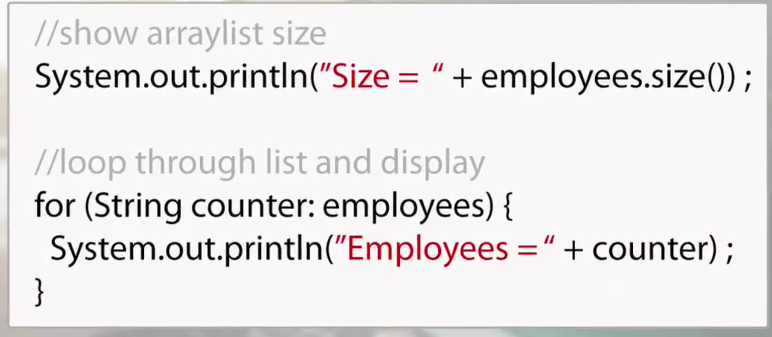 //show arraylist size
System.out.println(”Size = “ + employees.size()) ;
//loop through list and display
for (String counter: employees) {
System.out.println(”Employees =“ + counter) ;
}